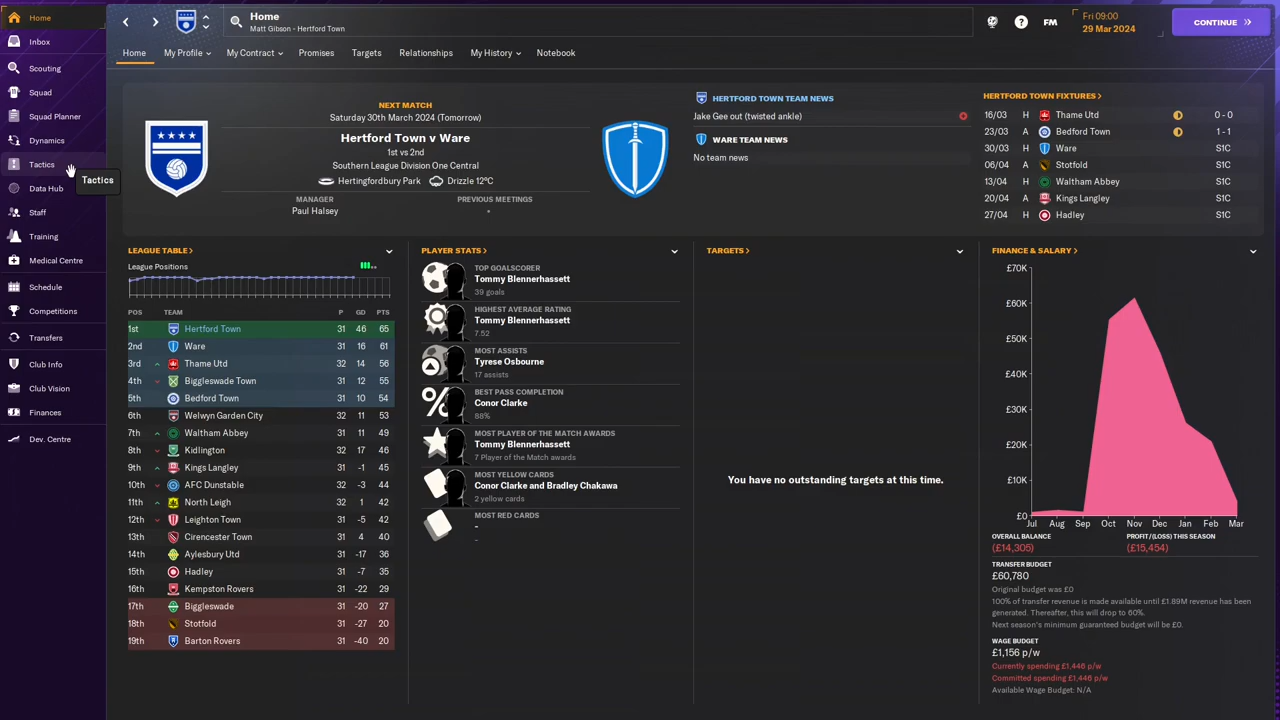 Home
Inbox
Scouting
Squad
Squad Planner
Dynamics
Tactics
Tactics
Data Hub
Staff
Training
Medical Centre
Schedule
Competitions
Transfers
Club Info
Club Vision
Finances
Dev. Centre
Home
Matt Gibson - Hertford Town
?
FM
Fri 09:00
29 Mar 2024
CONTINUE
Home
My Profile
My Contract
Promises
Targets
Relationships
My History
Notebook
NEXT MATCH
Saturday 30th March 2024 (Tomorrow)
Hertford Town v Ware
1st vs 2nd
Southern League Division One Central
Hertingfordbury Park
Drizzle 12°C
MANAGER
Paul Halsey
PREVIOUS MEETINGS
-
HERTFORD TOWN TEAM NEWS
Jake Gee out (twisted ankle)
WARE TEAM NEWS
No team news
HERTFORD TOWN FIXTURES >
16/03 H Thame Utd 0 - 0
23/03 A Bedford Town 1 - 1
30/03 H Ware S1C
06/04 A Stotfold S1C
13/04 H Waltham Abbey S1C
20/04 A Kings Langley S1C
27/04 H Hadley S1C
LEAGUE TABLE >
League Positions
POS TEAM P GD PTS
1st Hertford Town 31 46 65
2nd Ware 31 16 61
3rd Thame Utd 32 14 56
4th Biggleswade Town 31 12 55
5th Bedford Town 31 10 54
6th Welwyn Garden City 32 11 53
7th Waltham Abbey 31 11 49
8th Kidlington 32 17 46
9th Kings Langley 31 -1 45
10th AFC Dunstable 32 -3 44
11th North Leigh 32 1 42
12th Leighton Town 31 -5 42
13th Cirencester Town 31 4 40
14th Aylesbury Utd 31 -17 36
15th Hadley 31 -7 35
16th Kempston Rovers 31 -22 29
17th Biggleswade 31 -20 27
18th Stotfold 31 -27 20
19th Barton Rovers 31 -40 20
PLAYER STATS >
TOP GOALSCORER
Tommy Blennerhassett
39 goals
HIGHEST AVERAGE RATING
Tommy Blennerhassett
7.52
MOST ASSISTS
Tyrese Osbourne
17 assists
BEST PASS COMPLETION
Conor Clarke
88%
MOST PLAYER OF THE MATCH AWARDS
Tommy Blennerhassett
7 Player of the Match awards
MOST YELLOW CARDS
Conor Clarke and Bradley Chakawa
2 yellow cards
MOST RED CARDS
-
-
TARGETS >
You have no outstanding targets at this time.
FINANCE & SALARY >
£70K
£60K
£50K
£40K
£30K
£20K
£10K
£0
Jul Aug Sep Oct Nov Dec Jan Feb Mar
OVERALL BALANCE
(£14,305)
PROFIT/(LOSS) THIS SEASON
(£15,454)
TRANSFER BUDGET
£60,780
Original budget was £0
100% of transfer revenue is made available until £1.89M revenue has been
generated. Thereafter, this will drop to 60%.
Next season's minimum guaranteed budget will be £0.
WAGE BUDGET
£1,156 p/w
Currently spending £1,446 p/w
Committed spending £1,446 p/w
Available Wage Budget: N/A